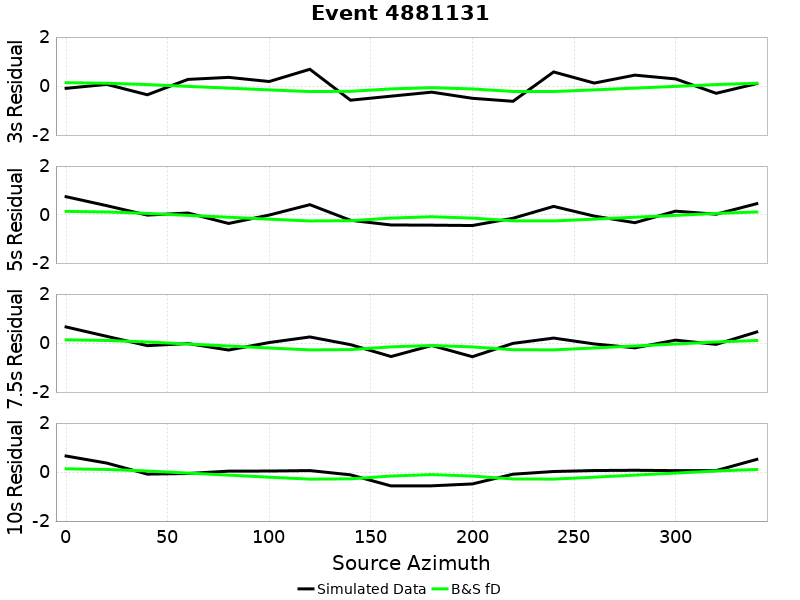 Event 4881131
3s Residual
2
0
-2
5s Residual
2
0
-2
7.5s Residual
2
0
-2
10s Residual
2
0
-2
0 50 100 150 200 250 300
Source Azimuth
Simulated Data B&S fD